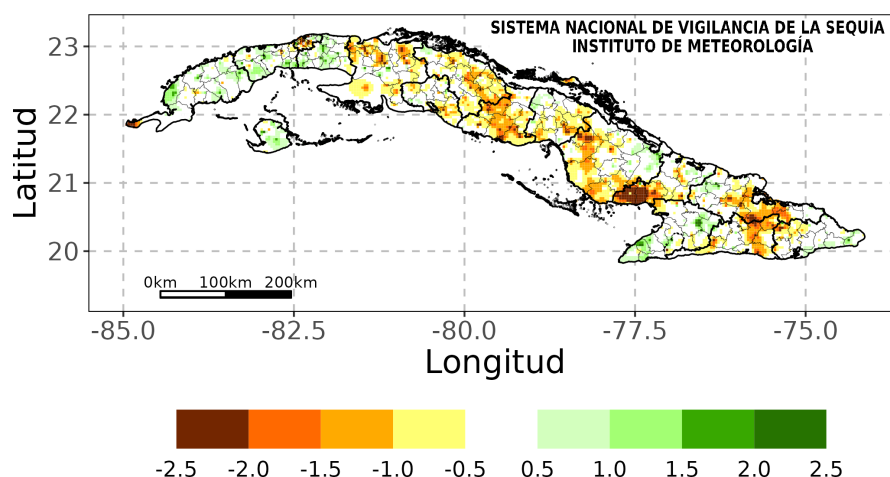 SISTEMA NACIONAL DE VIGILANCIA DE LA SEQUÍA
INSTITUTO DE METEOROLOGÍA
23
22
21
20
Latitud
0km 100km 200km
-85.0 -82.5 -80.0 -77.5 -75.0
Longitud
-2.5 -2.0 -1.5 -1.0 -0.5 0.5 1.0 1.5 2.0 2.5